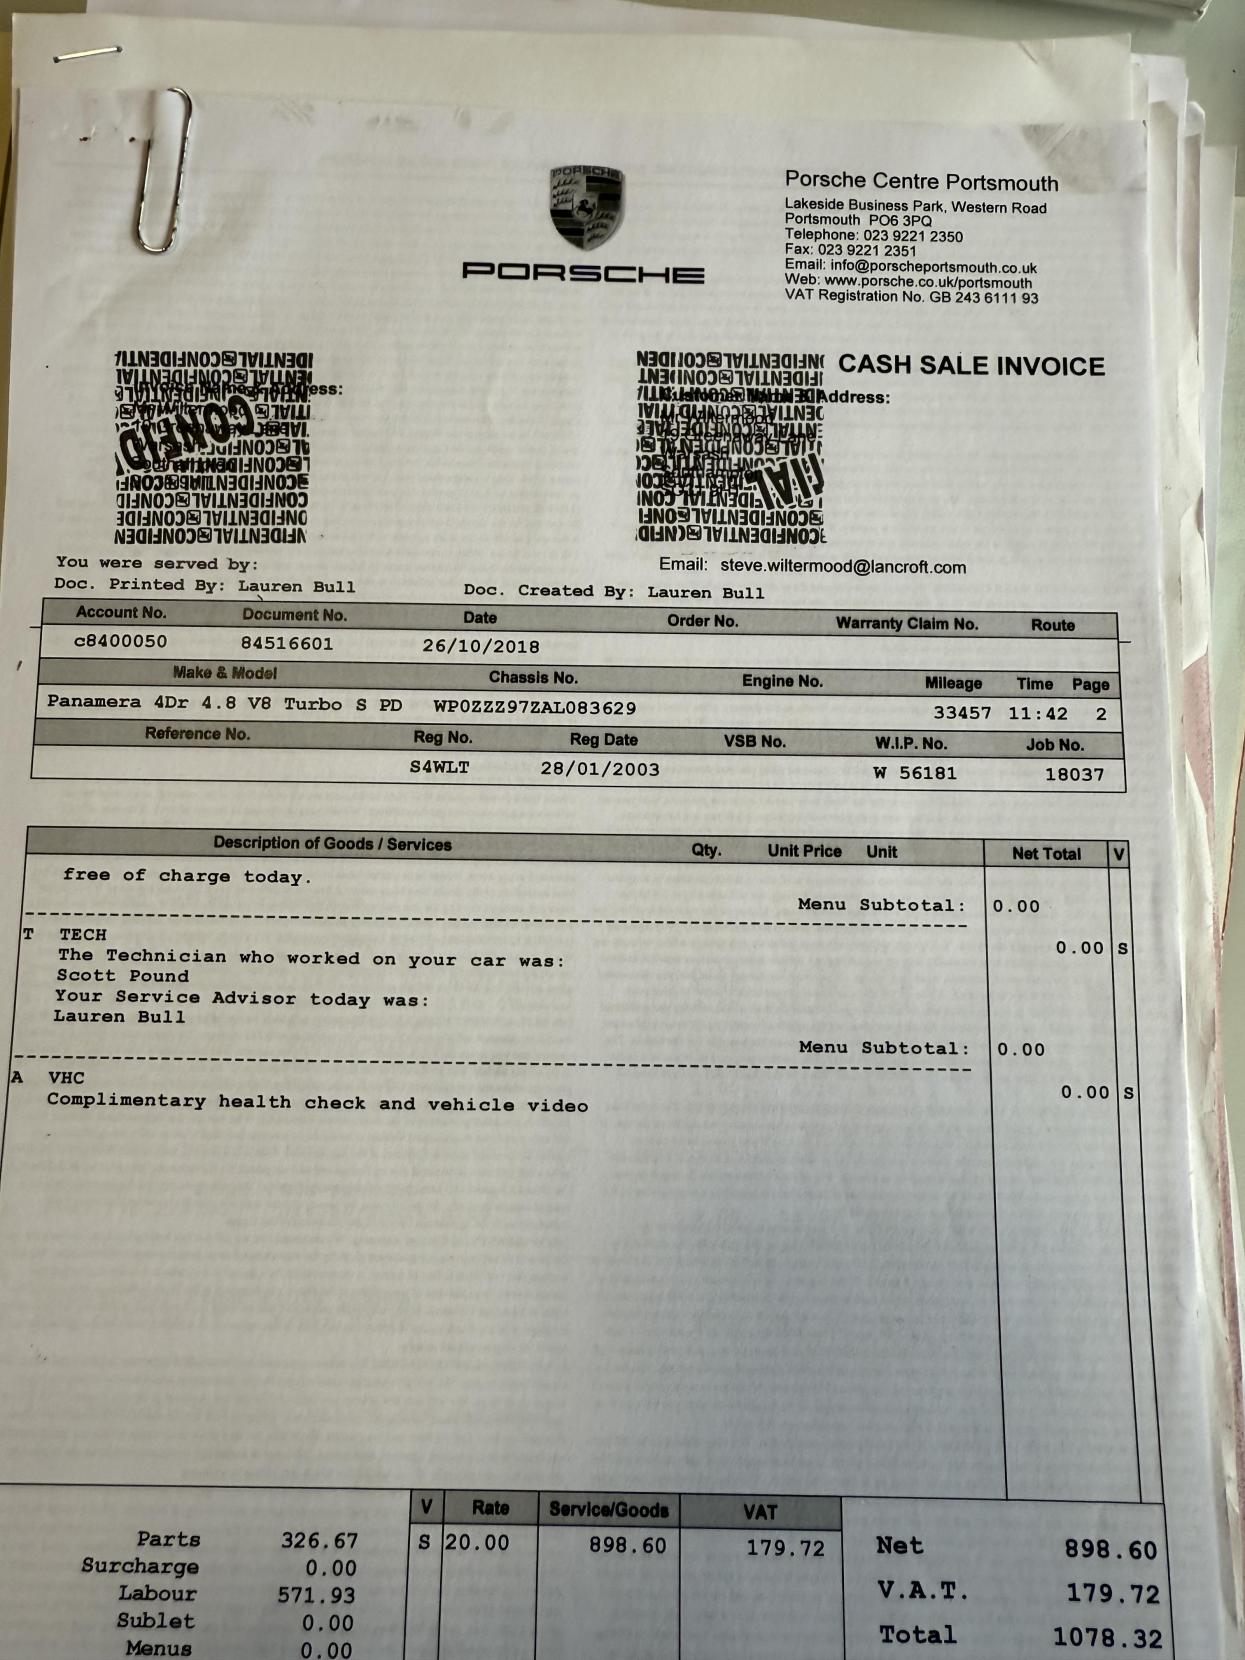 PORSCHE
PORSCHE
Porsche Centre Portsmouth
Lakeside Business Park, Western Road
Portsmouth PO6 3PQ
Telephone: 023 9221 2350
Fax: 023 9221 2351
Email: info@porscheportsmouth.co.uk
Web: www.porsche.co.uk/portsmouth
VAT Registration No. GB 243 6111 93
CASH SALE INVOICE
Address:
Address:
Email: steve.wiltermood@lancroft.com
You were served by:
Doc. Printed By: Lauren Bull Doc. Created By: Lauren Bull
Account No. Document No. Date Order No. Warranty Claim No. Route
c8400050 84516601 26/10/2018
Make & Model Chassis No. Engine No. Mileage Time Page
Panamera 4Dr 4.8 V8 Turbo S PD WP0ZZZ97ZAL083629 33457 11:42 2
Reference No. Reg No. Reg Date VSB No. W.I.P. No. Job No.
S4WLT 28/01/2003 W 56181 18037
Description of Goods / Services Qty. Unit Price Unit Net Total V
free of charge today.
Menu Subtotal: 0.00
T TECH 0.00 S
The Technician who worked on your car was:
Scott Pound
Your Service Advisor today was:
Lauren Bull
Menu Subtotal: 0.00
A VHC 0.00 S
Complimentary health check and vehicle video
V Rate Service/Goods VAT
Parts 326.67 S 20.00 898.60 179.72 Net 898.60
Surcharge 0.00
Labour 571.93 V.A.T. 179.72
Sublet 0.00
Menus 0.00 Total 1078.32